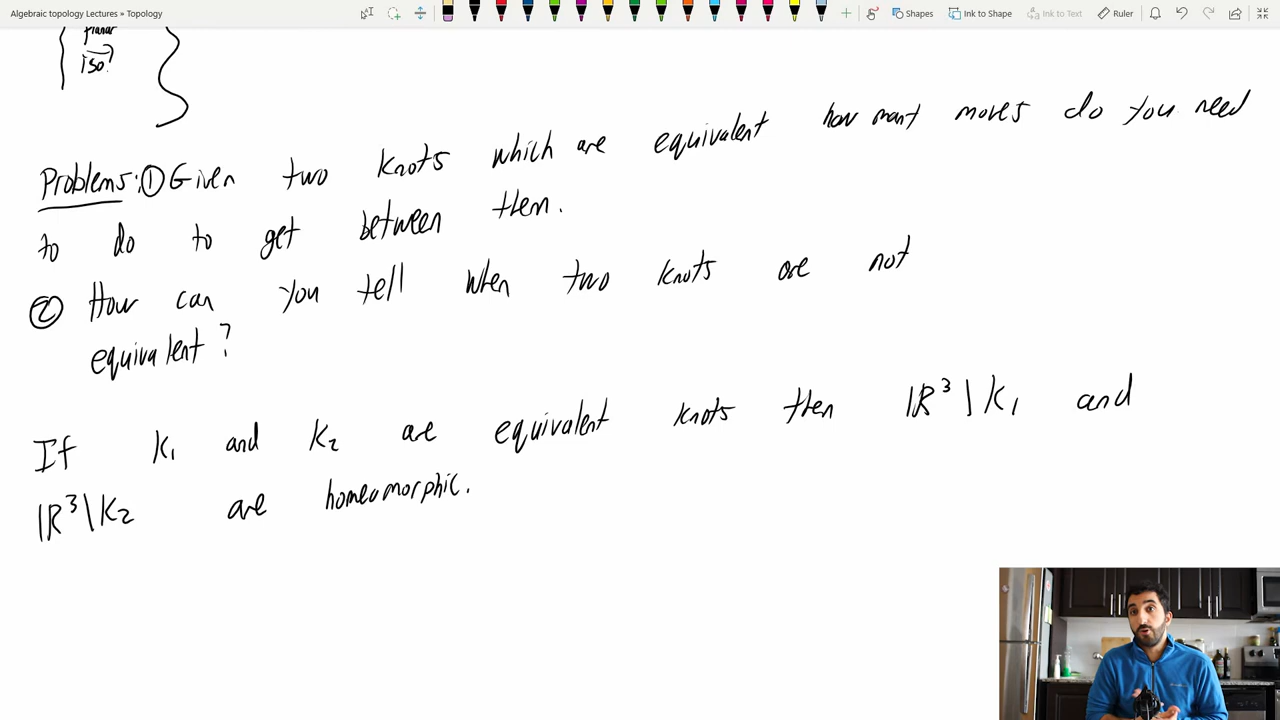 Algebraic topology Lectures » Topology
Shapes
Ink to Shape
Ink to Text
Ruler
planar
iso.
Problems: ① Given two knots which are equivalent how many moves do you need
to do to get between them.
② How can you tell when two knots are not
equivalent?
If K₁ and K₂ are equivalent knots then ℝ³\K₁ and
ℝ³\K₂ are homeomorphic.